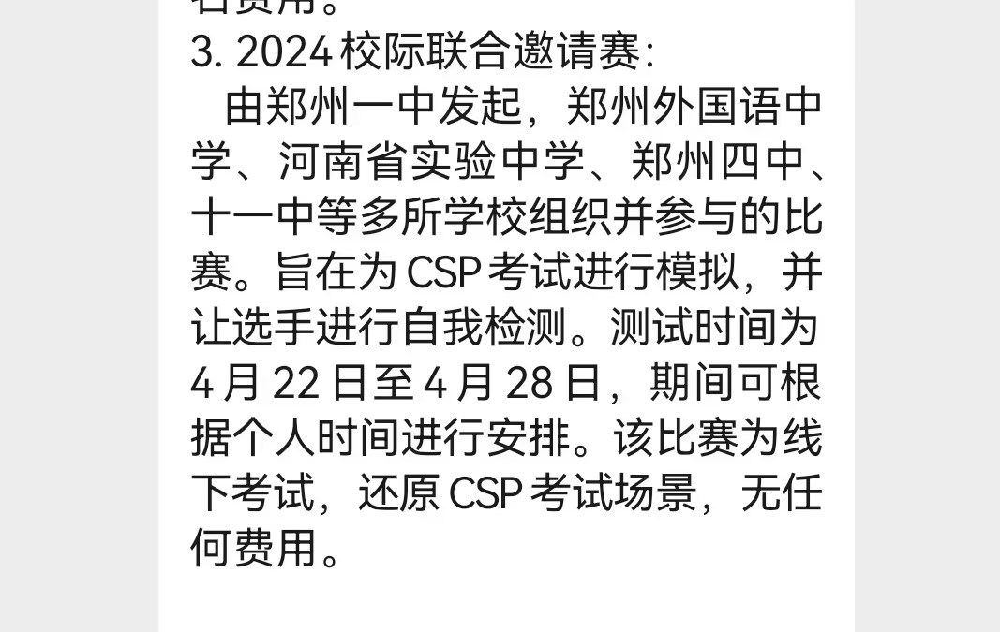 名费用。
3. 2024校际联合邀请赛：
由郑州一中发起，郑州外国语中
学、河南省实验中学、郑州四中、
十一中等多所学校组织并参与的比
赛。旨在为CSP考试进行模拟，并
让选手进行自我检测。测试时间为
4月22日至4月28日，期间可根
据个人时间进行安排。该比赛为线
下考试，还原CSP考试场景，无任
何费用。